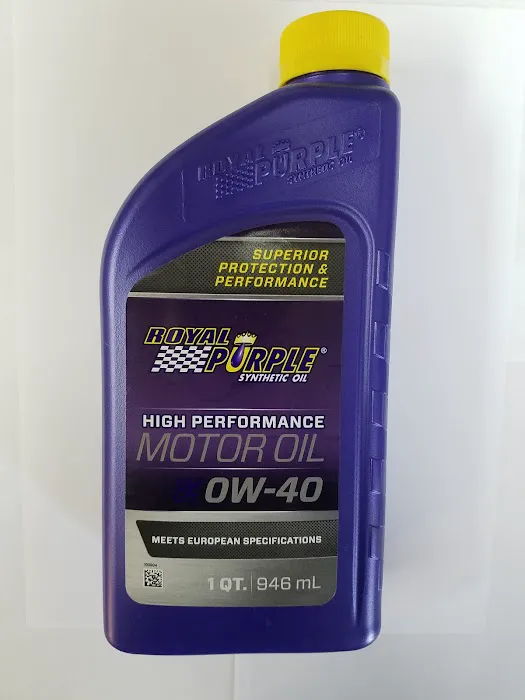 ROYAL PURPLE®
SYNTHETIC OIL
SUPERIOR
PROTECTION &
PERFORMANCE
ROYAL
PURPLE®
SYNTHETIC OIL
HIGH PERFORMANCE
MOTOR OIL
0W-40
MEETS EUROPEAN SPECIFICATIONS
1 QT. | 946 mL